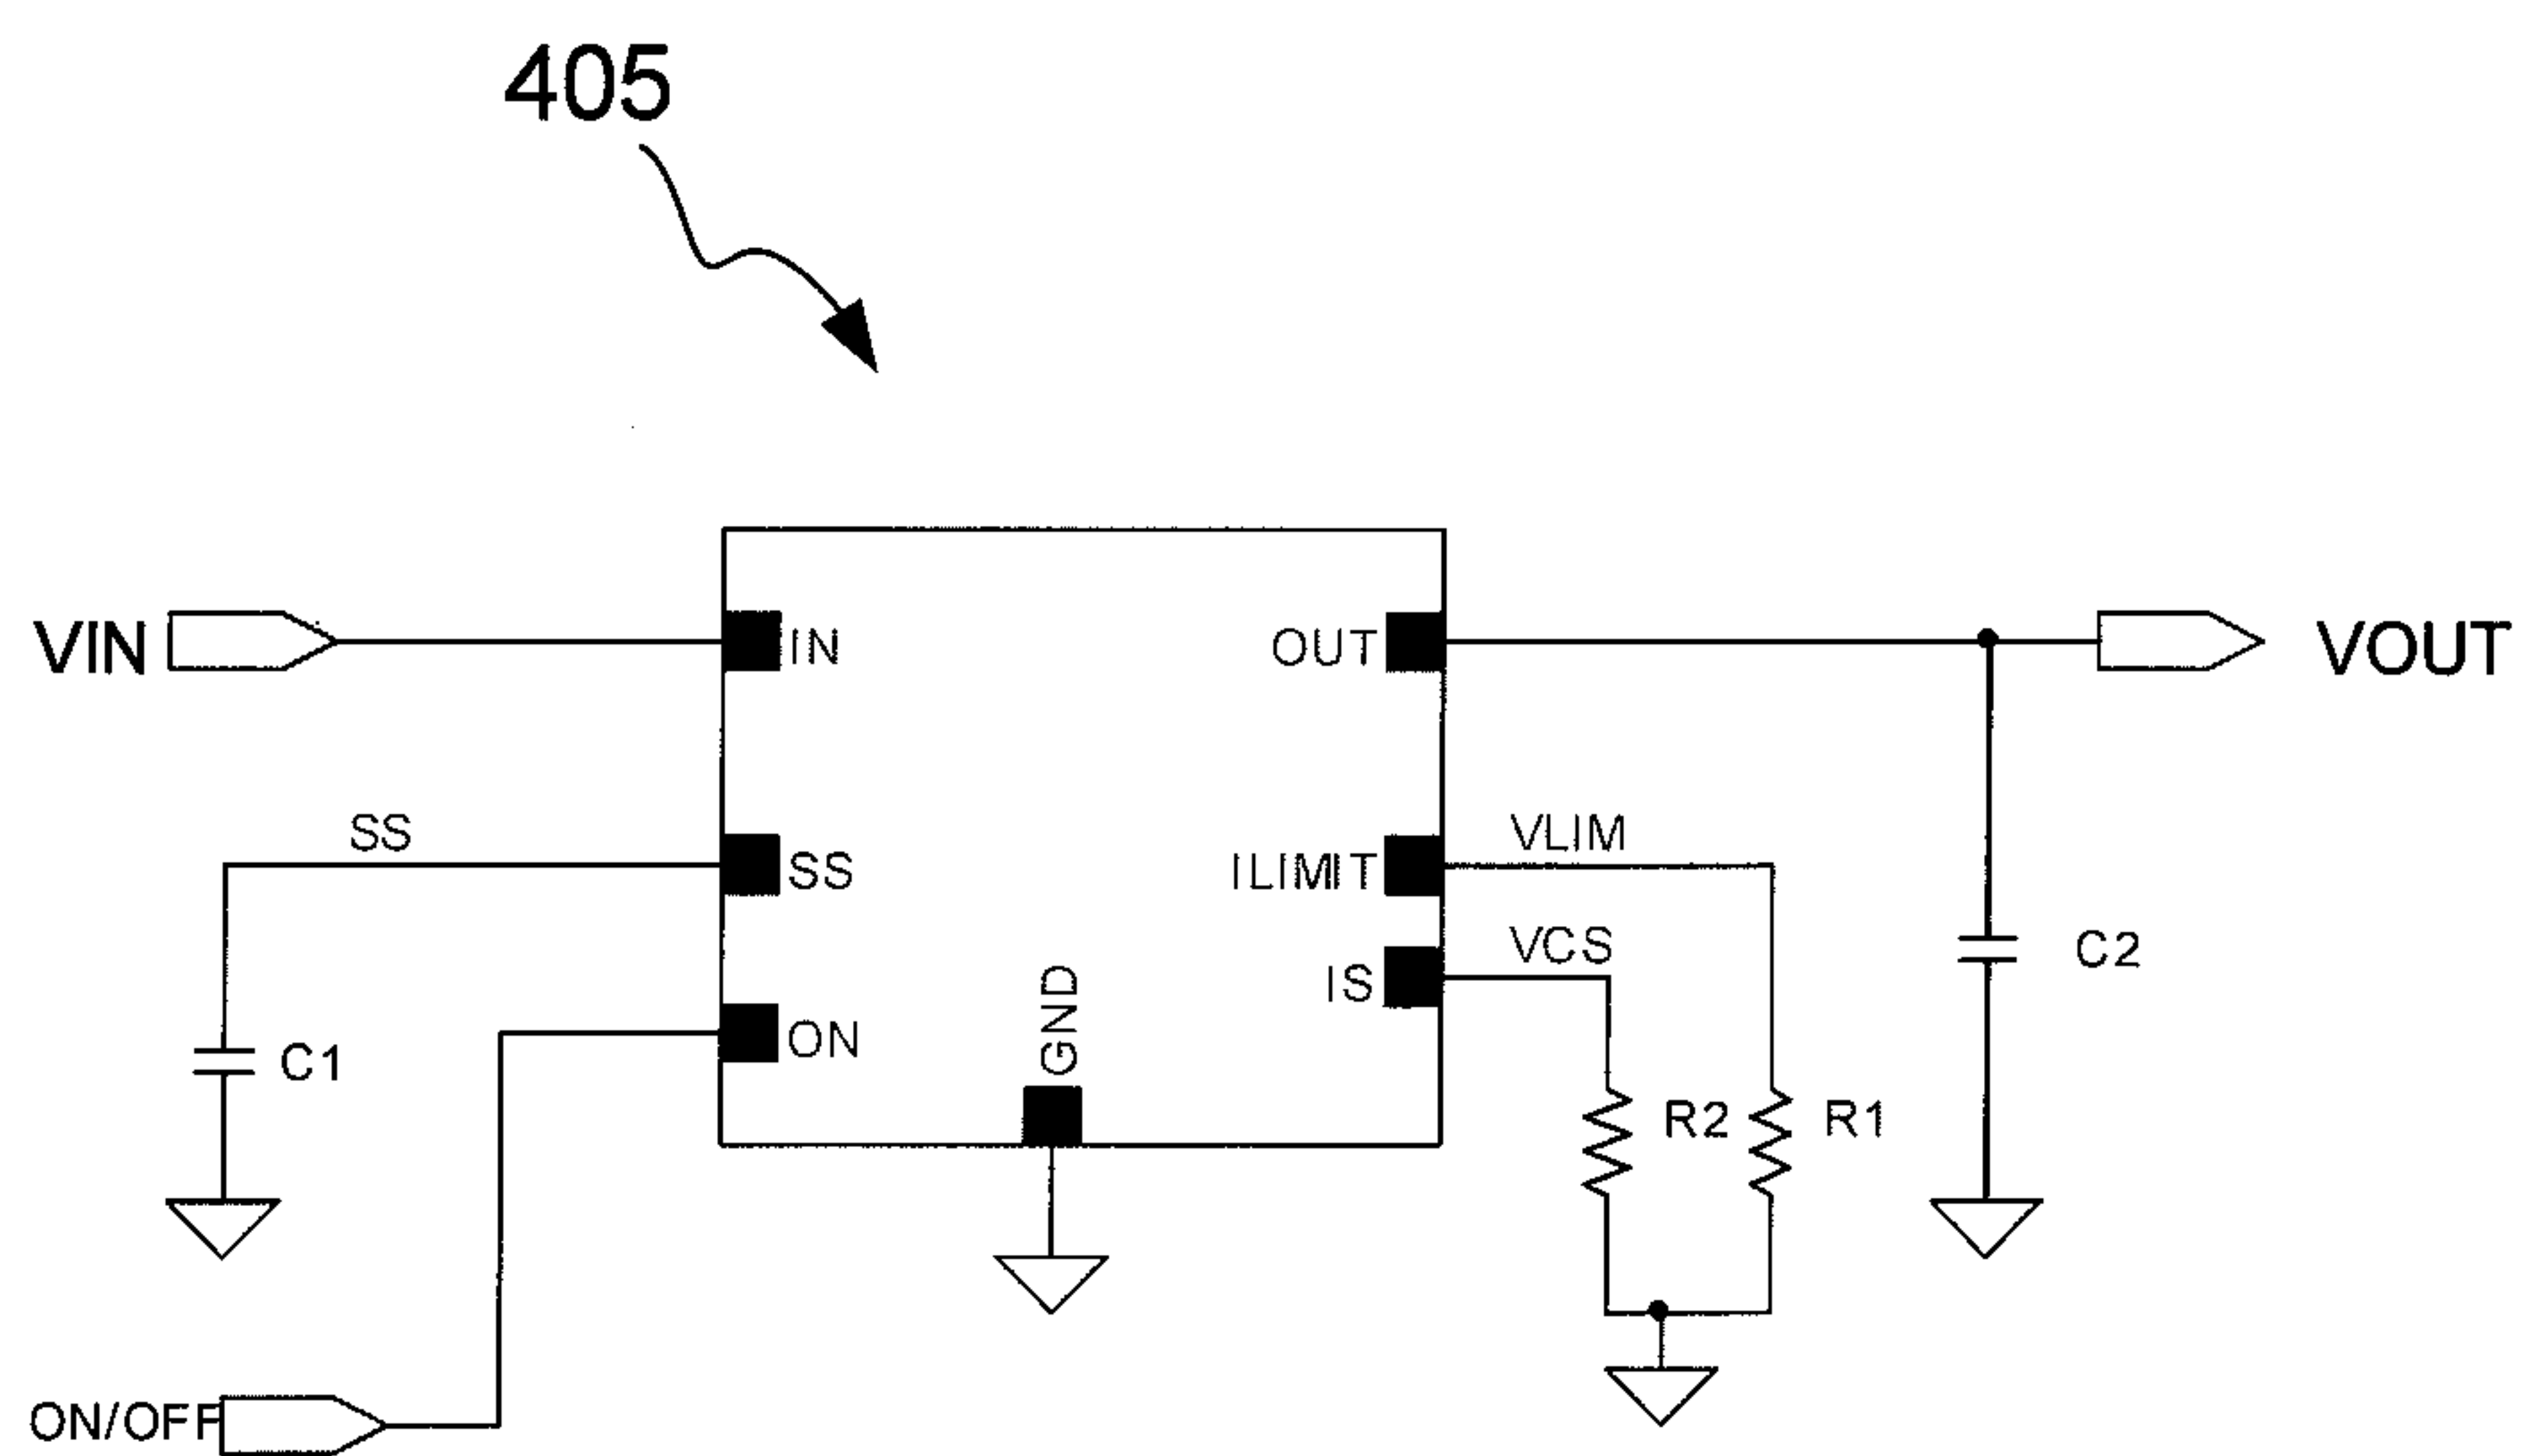 405
VIN
IN
OUT
VOUT
SS
SS
VLIM
ILIMIT
VCS
IS
C2
ON
GND
C1
R2
R1
ON/OFF